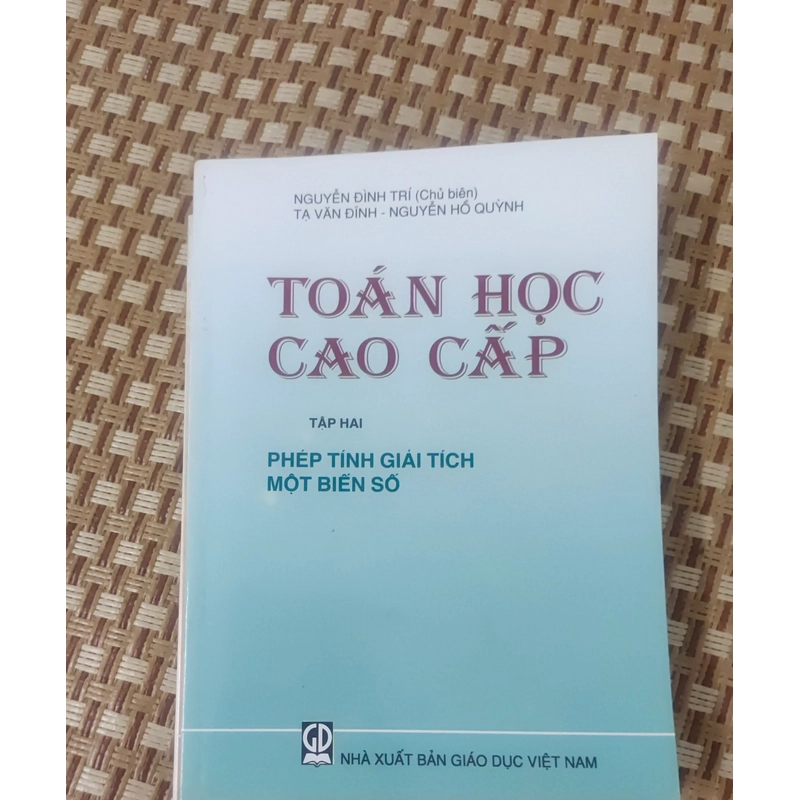 NGUYỄN ĐÌNH TRÍ (Chủ biên)
TẠ VĂN ĐĨNH - NGUYỄN HỒ QUỲNH
TOÁN HỌC
CAO CẤP
TẬP HAI
PHÉP TÍNH GIẢI TÍCH
MỘT BIẾN SỐ
GD
NHÀ XUẤT BẢN GIÁO DỤC VIỆT NAM